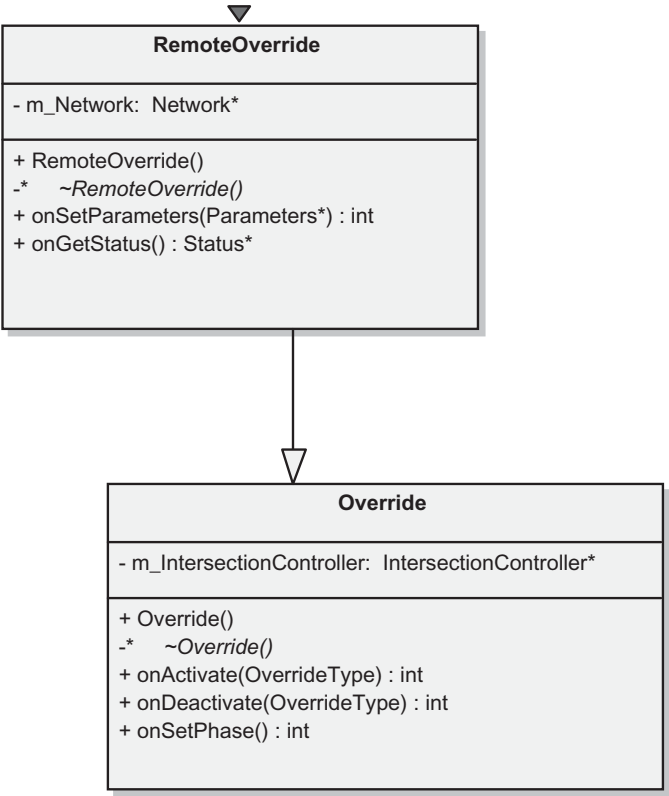 RemoteOverride
- m_Network: Network*
+ RemoteOverride()
-* ~RemoteOverride()
+ onSetParameters(Parameters*) : int
+ onGetStatus() : Status*
Override
- m_IntersectionController: IntersectionController*
+ Override()
-* ~Override()
+ onActivate(OverrideType) : int
+ onDeactivate(OverrideType) : int
+ onSetPhase() : int